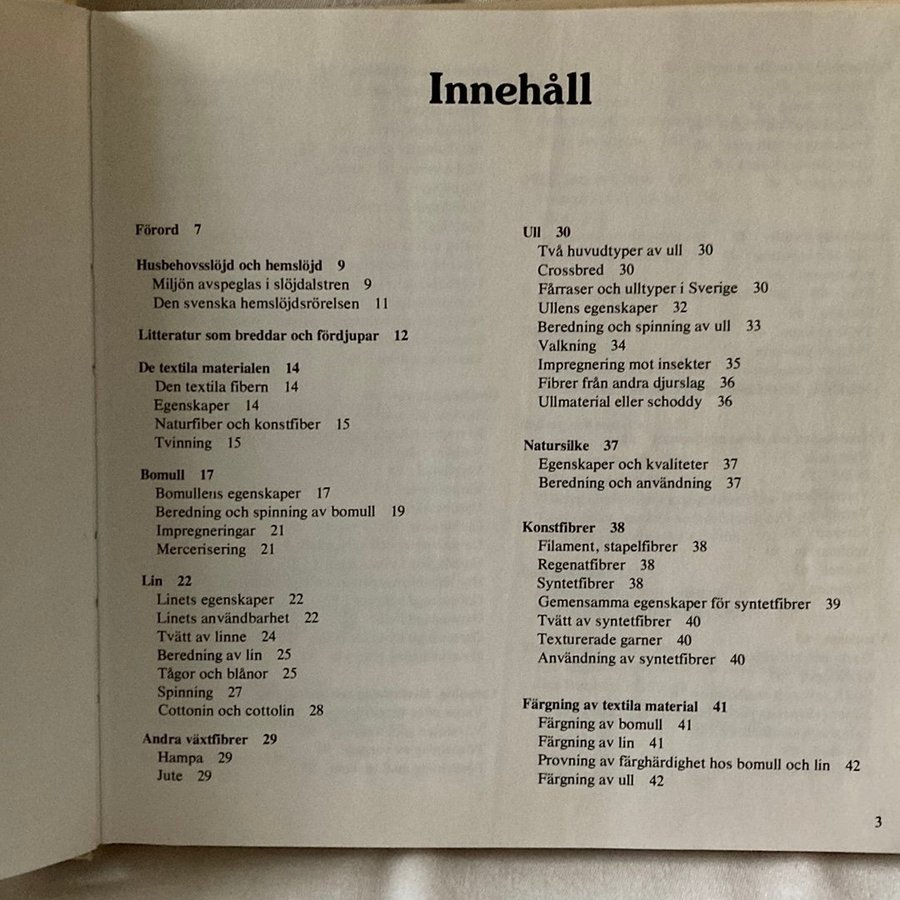 Innehåll
Förord 7
Husbehovsslöjd och hemslöjd 9
Miljön avspeglas i slöjdalstren 9
Den svenska hemslöjdsrörelsen 11
Litteratur som breddar och fördjupar 12
De textila materialen 14
Den textila fibern 14
Egenskaper 14
Naturfiber och konstfiber 15
Tvinning 15
Bomull 17
Bomullens egenskaper 17
Beredning och spinning av bomull 19
Impregneringar 21
Mercerisering 21
Lin 22
Linets egenskaper 22
Linets användbarhet 22
Tvätt av linne 24
Beredning av lin 25
Tågor och blånor 25
Spinning 27
Cottonin och cottolin 28
Andra växtfibrer 29
Hampa 29
Jute 29
Ull 30
Två huvudtyper av ull 30
Crossbred 30
Fårraser och ulltyper i Sverige 30
Ullens egenskaper 32
Beredning och spinning av ull 33
Valkning 34
Impregnering mot insekter 35
Fibrer från andra djurslag 36
Ullmaterial eller schoddy 36
Natursilke 37
Egenskaper och kvaliteter 37
Beredning och användning 37
Konstfibrer 38
Filament, stapelfibrer 38
Regenatfibrer 38
Syntetfibrer 38
Gemensamma egenskaper för syntetfibrer 39
Tvätt av syntetfibrer 40
Texturerade garner 40
Användning av syntetfibrer 40
Färgning av textila material 41
Färgning av bomull 41
Färgning av lin 41
Provning av färghärdighet hos bomull och lin 42
Färgning av ull 42
3